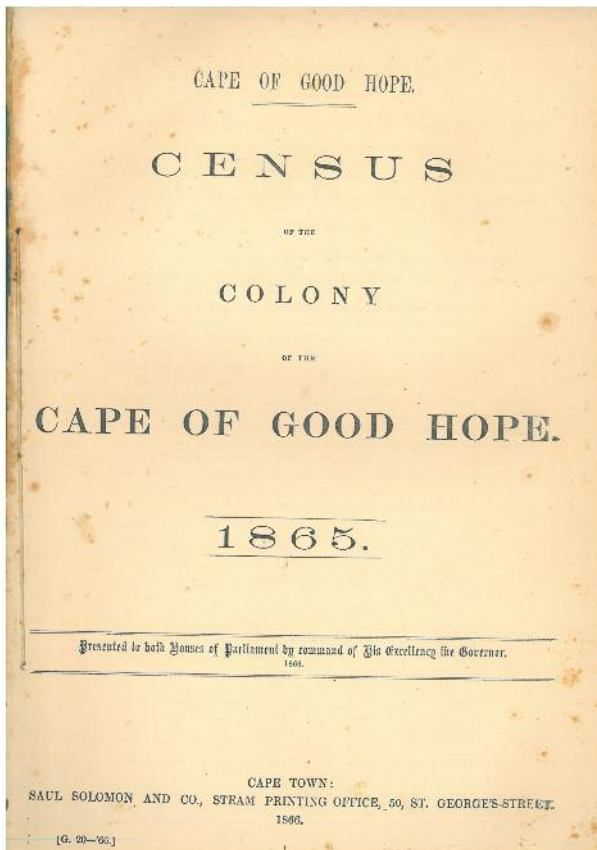 CAPE OF GOOD HOPE.
CENSUS
OF THE
COLONY
OF THE
CAPE OF GOOD HOPE.
1865.
Presented to both Houses of Parliament by command of His Excellency the Governor.
1866.
CAPE TOWN:
SAUL SOLOMON AND CO., STEAM PRINTING OFFICE, 50, ST. GEORGE'S-STREET.
1866.
[G. 20—'66.]